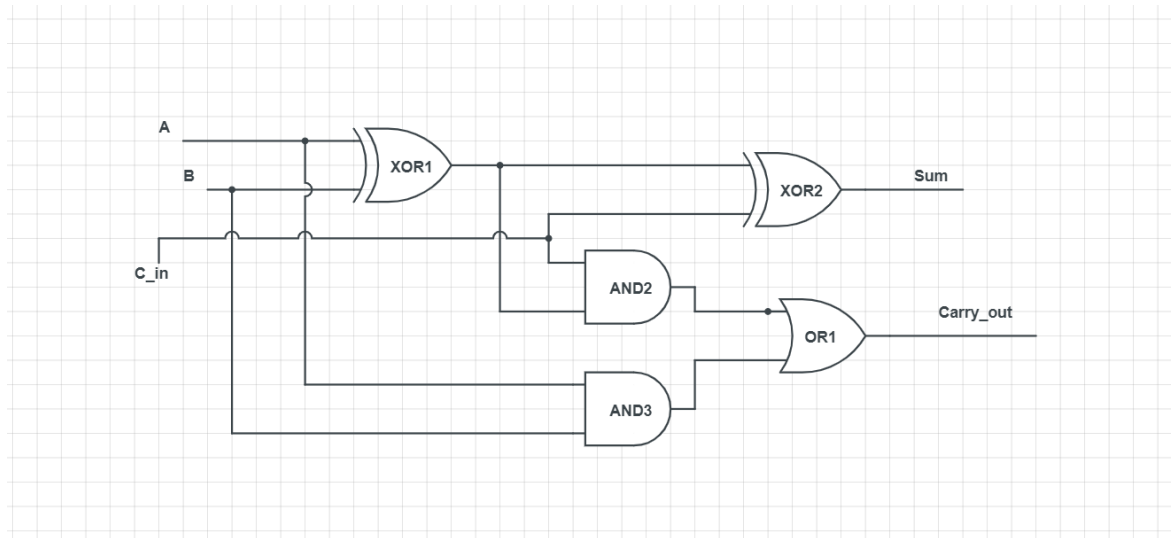 A
XOR1
B
XOR2
Sum
C_in
AND2
Carry_out
OR1
AND3